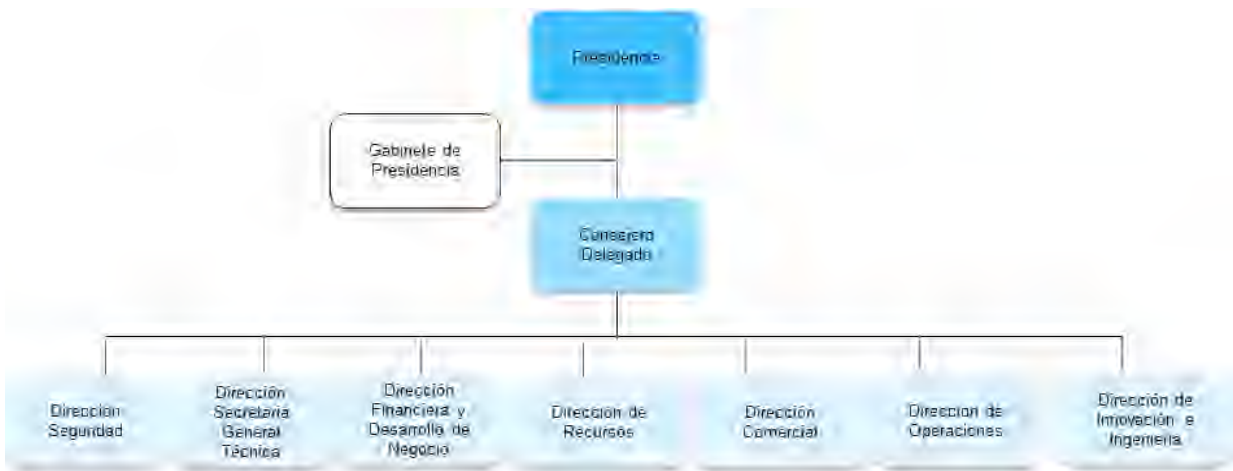 Presidencia
Gabinete de
Presidencia
Consejero
Delegado
Dirección
Seguridad
Dirección
Secretaría
General
Técnica
Dirección
Financiera y
Desarrollo de
Negocio
Dirección de
Recursos
Dirección
Comercial
Dirección de
Operaciones
Dirección de
Innovación e
Ingeniería